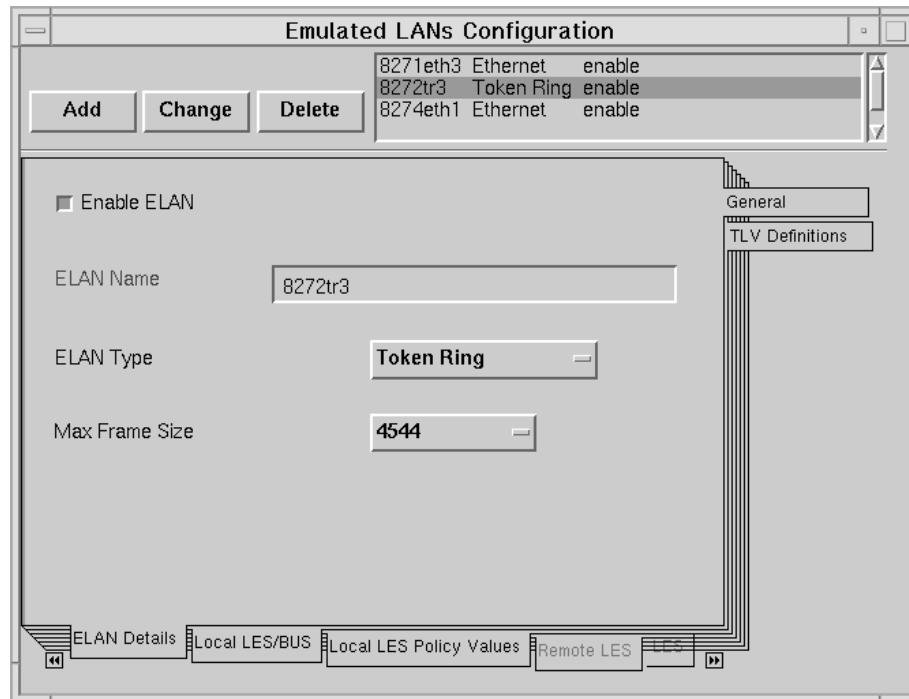 Emulated LANs Configuration
8271eth3 Ethernet enable
8272tr3 Token Ring enable
8274eth1 Ethernet enable
Add Change Delete
Enable ELAN
General
TLV Definitions
ELAN Name 8272tr3
ELAN Type Token Ring
Max Frame Size 4544
ELAN Details Local LES/BUS Local LES Policy Values Remote LES LES